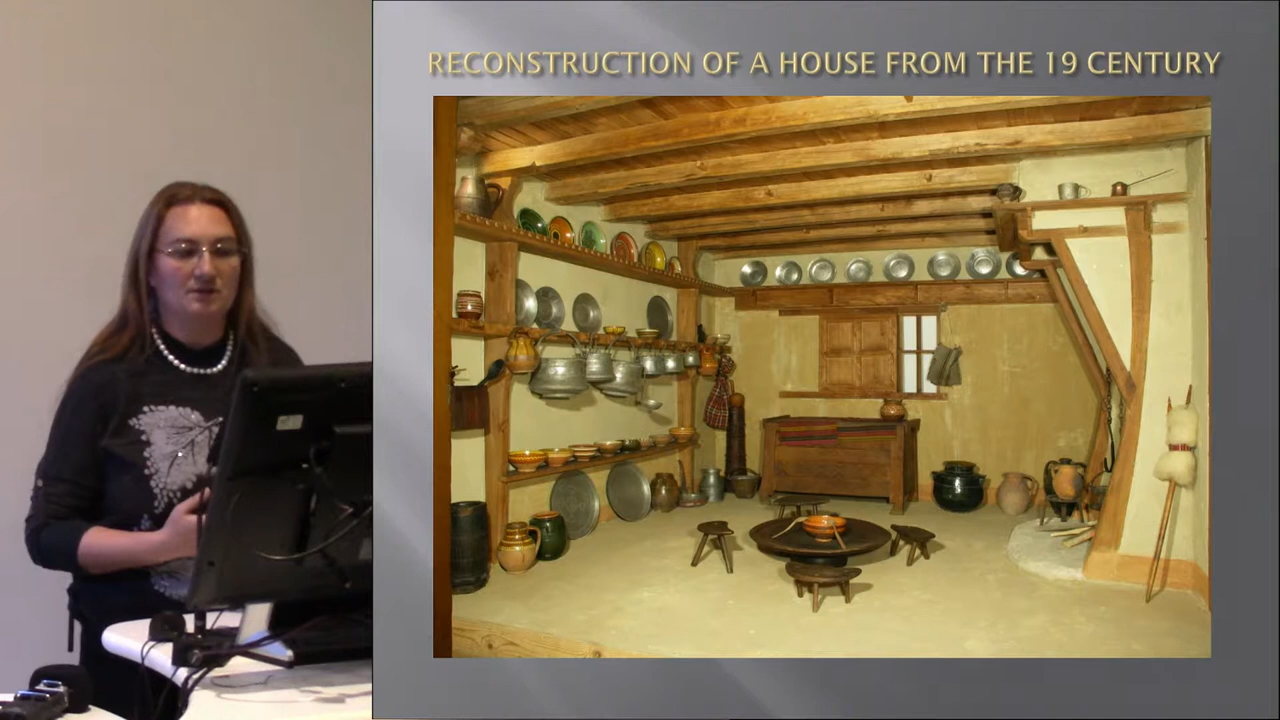 RECONSTRUCTION OF A HOUSE FROM THE 19 CENTURY